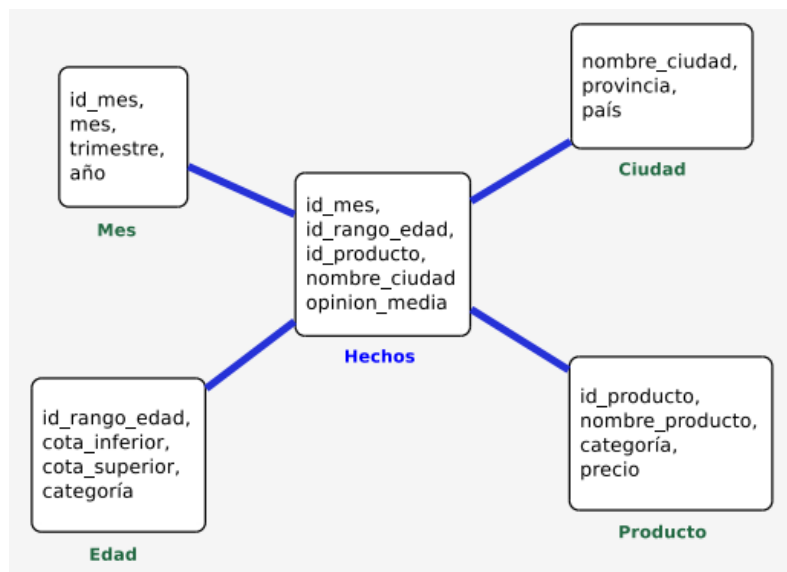 id_mes,
mes,
trimestre,
año
Mes
nombre_ciudad,
provincia,
país
Ciudad
id_mes,
id_rango_edad,
id_producto,
nombre_ciudad
opinion_media
Hechos
id_rango_edad,
cota_inferior,
cota_superior,
categoría
Edad
id_producto,
nombre_producto,
categoría,
precio
Producto